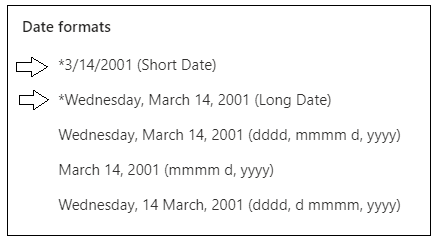 Date formats
*3/14/2001 (Short Date)
*Wednesday, March 14, 2001 (Long Date)
Wednesday, March 14, 2001 (dddd, mmmm d, yyyy)
March 14, 2001 (mmmm d, yyyy)
Wednesday, 14 March, 2001 (dddd, d mmmm, yyyy)